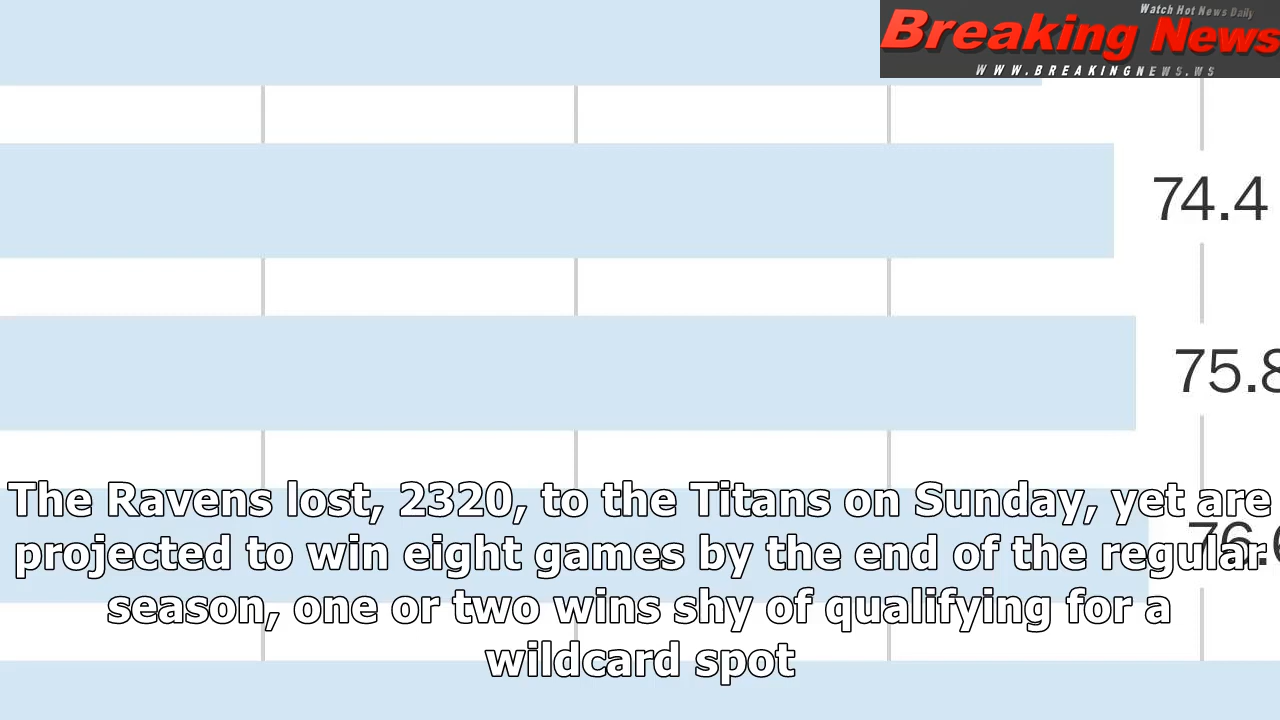 Watch Hot News Daily
Breaking News
WWW.BREAKINGNEWS.WS
74.4
75.8
The Ravens lost, 2320, to the Titans on Sunday, yet are
projected to win eight games by the end of the regular
season, one or two wins shy of qualifying for a
wildcard spot